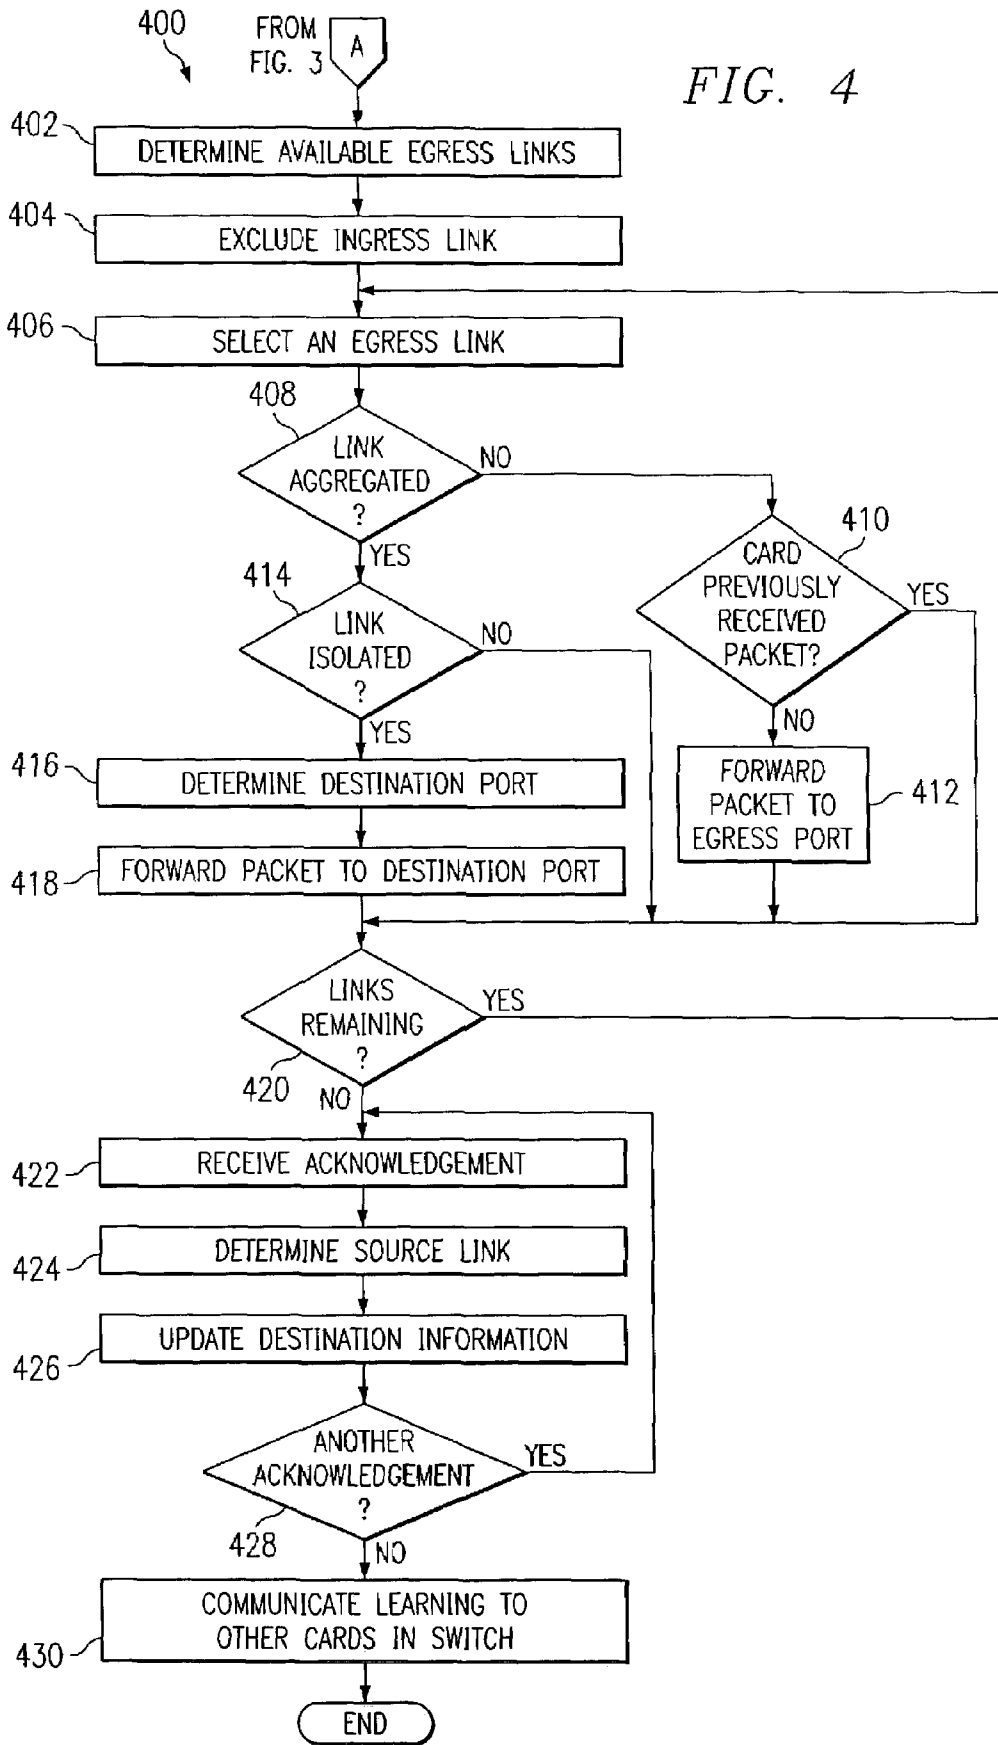 400
FROM
FIG. 3
A
FIG. 4
402
DETERMINE AVAILABLE EGRESS LINKS
404
EXCLUDE INGRESS LINK
406
SELECT AN EGRESS LINK
408
LINK
AGGREGATED
?
NO
YES
410
CARD
PREVIOUSLY
RECEIVED
PACKET?
YES
NO
414
LINK
ISOLATED
?
NO
YES
412
FORWARD
PACKET TO
EGRESS PORT
416
DETERMINE DESTINATION PORT
418
FORWARD PACKET TO DESTINATION PORT
LINKS
REMAINING
?
YES
420
NO
422
RECEIVE ACKNOWLEDGEMENT
424
DETERMINE SOURCE LINK
426
UPDATE DESTINATION INFORMATION
ANOTHER
ACKNOWLEDGEMENT
?
YES
428
NO
430
COMMUNICATE LEARNING TO
OTHER CARDS IN SWITCH
END